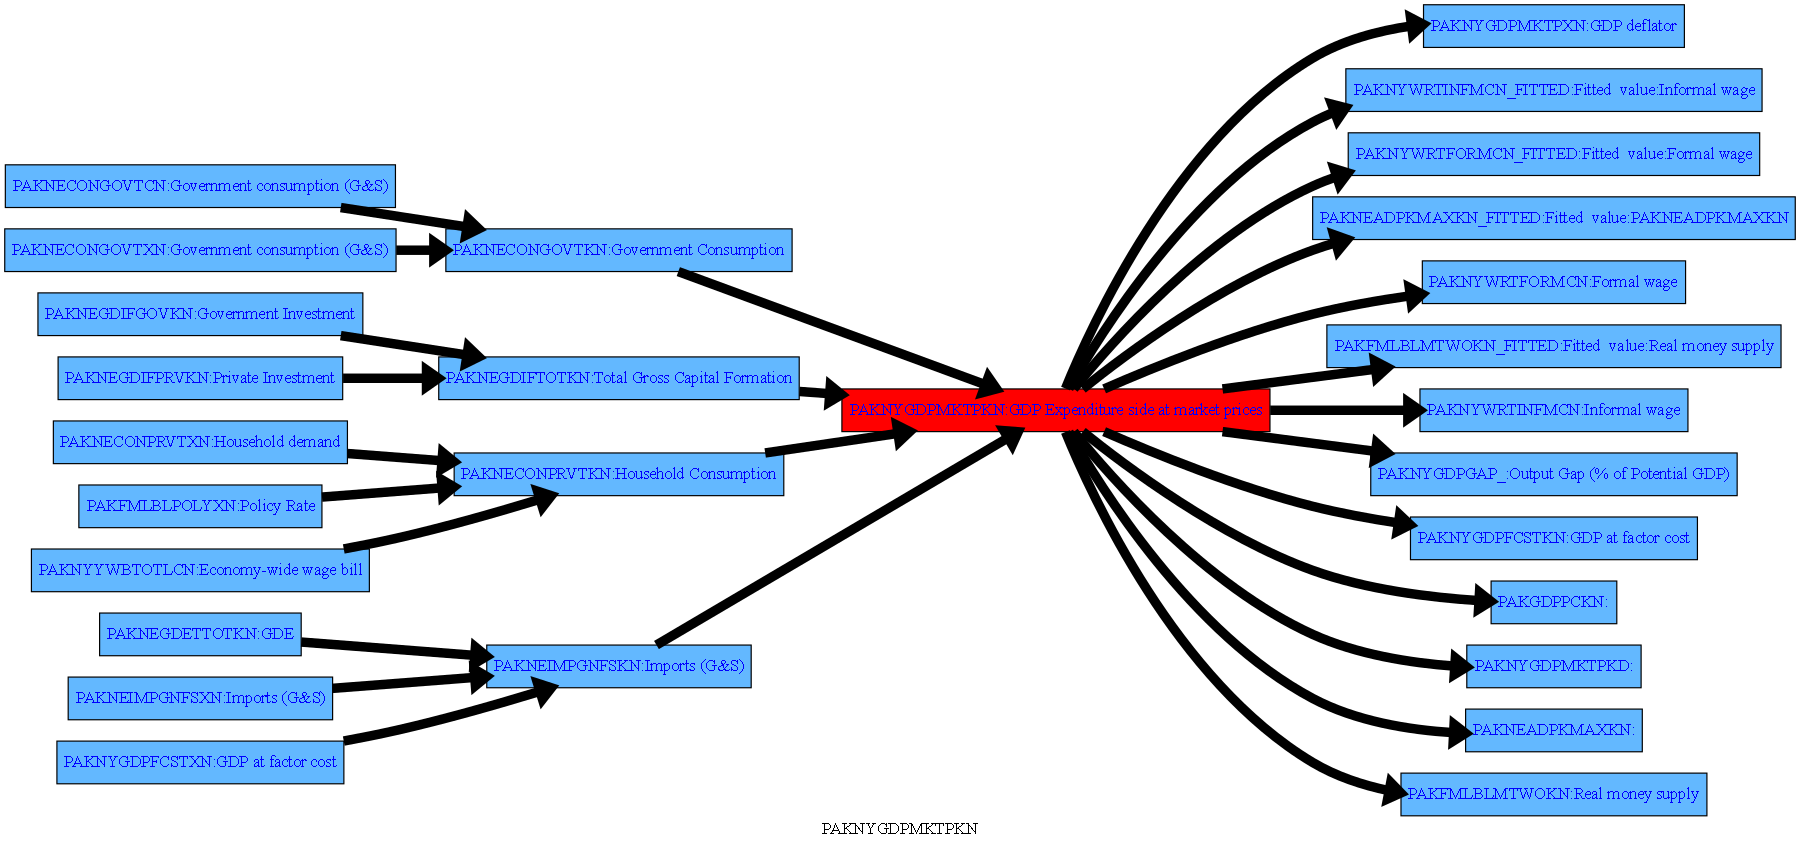 PAKNECONGOVTCN:Government consumption (G&S)
PAKNECONGOVTXN:Government consumption (G&S)
PAKNEGDIFGOVKN:Government Investment
PAKNEGDIFPRVKN:Private Investment
PAKNECONPRVTXN:Household demand
PAKFMLBLPOLYXN:Policy Rate
PAKNYYWBTOTLCN:Economy-wide wage bill
PAKNEGDETTOTKN:GDE
PAKNEIMPGNFSXN:Imports (G&S)
PAKNYGDPFCSTXN:GDP at factor cost
PAKNECONGOVTKN:Government Consumption
PAKNEGDIFTOTKN:Total Gross Capital Formation
PAKNECONPRVTKN:Household Consumption
PAKNEIMPGNFSKN:Imports (G&S)
PAKNYGDPMKTPKN:GDP Expenditure side at market prices
PAKNYGDPMKTPXN:GDP deflator
PAKNYWRTINFMCN_FITTED:Fitted value:Informal wage
PAKNYWRTFORMCN_FITTED:Fitted value:Formal wage
PAKNEADPKMAXKN_FITTED:Fitted value:PAKNEADPKMAXKN
PAKNYWRTFORMCN:Formal wage
PAKFMLBLMTWOKN_FITTED:Fitted value:Real money supply
PAKNYWRTINFMCN:Informal wage
PAKNYGDPGAP_:Output Gap (% of Potential GDP)
PAKNYGDPFCSTKN:GDP at factor cost
PAKGDPPCKN:
PAKNYGDPMKTPKD:
PAKNEADPKMAXKN:
PAKFMLBLMTWOKN:Real money supply
PAKNYGDPMKTPKN